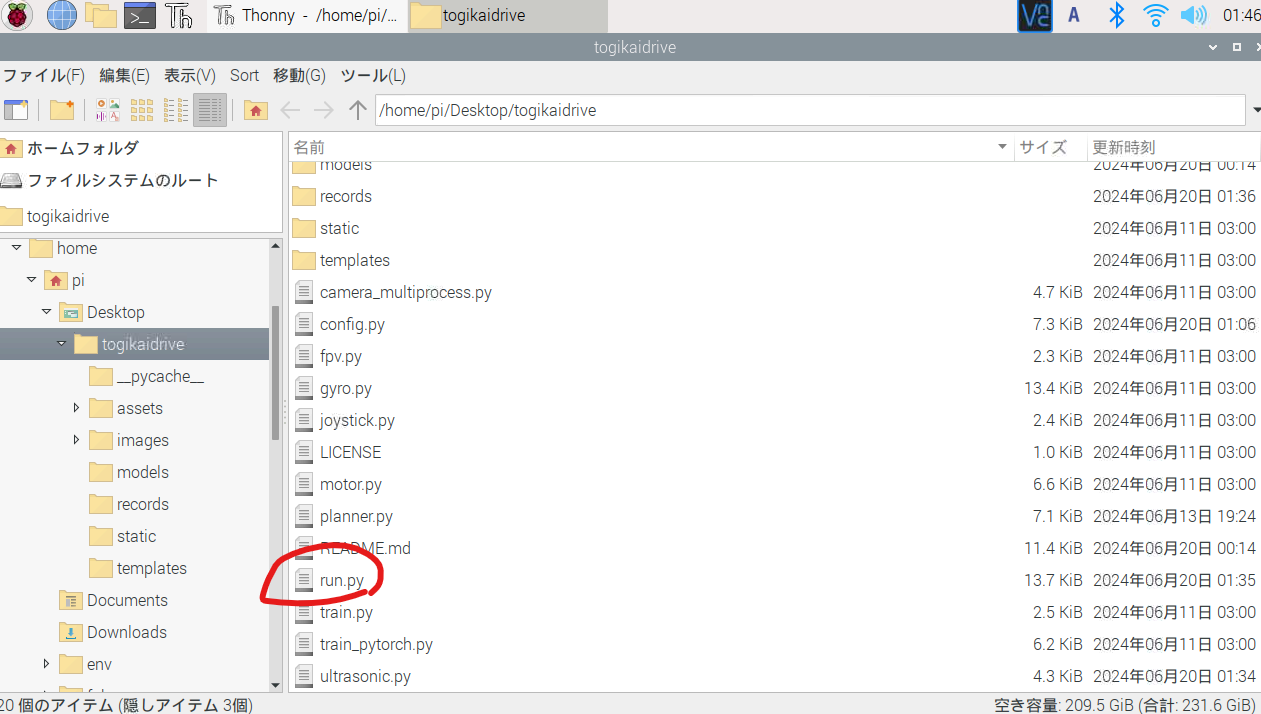 Thonny - /home/pi/... togikaidrive A 01:46
togikaidrive
ファイル(F) 編集(E) 表示(V) Sort 移動(G) ツール(L)
/home/pi/Desktop/togikaidrive
ホームフォルダ
ファイルシステムのルート
togikaidrive
home
pi
Desktop
togikaidrive
__pycache__
assets
images
models
records
static
templates
Documents
Downloads
env
名前 サイズ 更新時刻
models 2024年06月20日 00:14
records 2024年06月20日 01:36
static 2024年06月11日 03:00
templates 2024年06月11日 03:00
camera_multiprocess.py 4.7 KiB 2024年06月11日 03:00
config.py 7.3 KiB 2024年06月20日 01:06
fpv.py 2.3 KiB 2024年06月11日 03:00
gyro.py 13.4 KiB 2024年06月11日 03:00
joystick.py 2.4 KiB 2024年06月11日 03:00
LICENSE 1.0 KiB 2024年06月11日 03:00
motor.py 6.6 KiB 2024年06月11日 03:00
planner.py 7.1 KiB 2024年06月13日 19:24
README.md 11.4 KiB 2024年06月20日 00:14
run.py 13.7 KiB 2024年06月20日 01:35
train.py 2.5 KiB 2024年06月11日 03:00
train_pytorch.py 6.2 KiB 2024年06月11日 03:00
ultrasonic.py 4.3 KiB 2024年06月20日 01:34
20 個のアイテム (隠しアイテム 3個) 空き容量: 209.5 GiB (合計: 231.6 GiB)